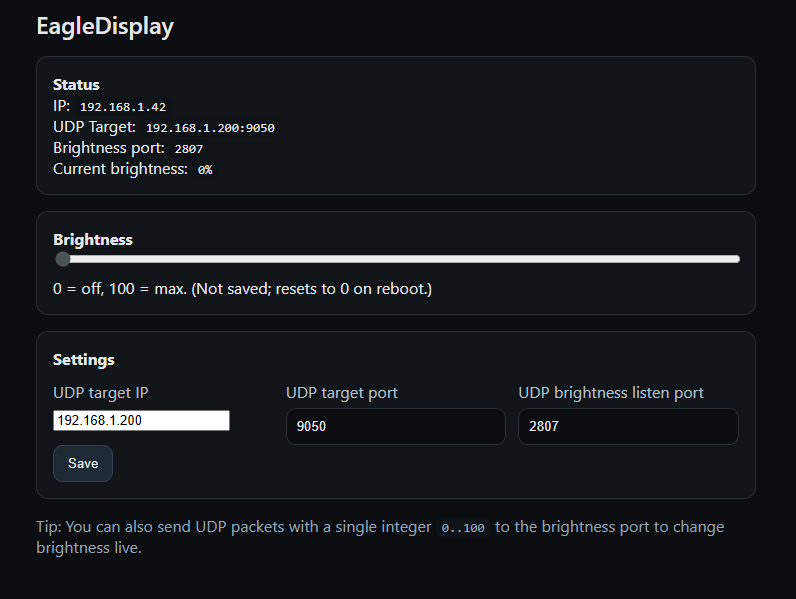 EagleDisplay
Status
IP: 192.168.1.42
UDP Target: 192.168.1.200:9050
Brightness port: 2807
Current brightness: 0%
Brightness
0 = off, 100 = max. (Not saved; resets to 0 on reboot.)
Settings
UDP target IP UDP target port UDP brightness listen port
192.168.1.200 9050 2807
Save
Tip: You can also send UDP packets with a single integer 0..100 to the brightness port to change
brightness live.